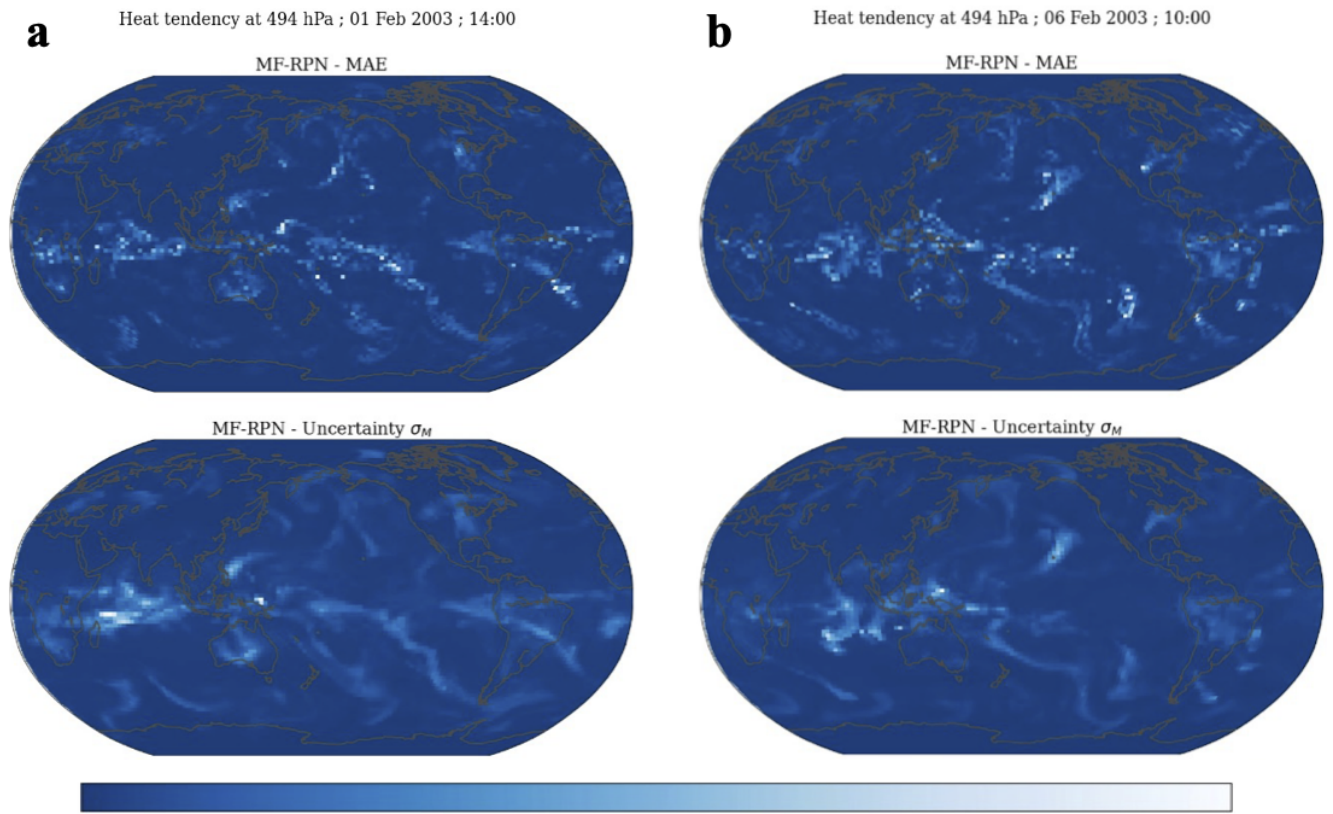 a
Heat tendency at 494 hPa ; 01 Feb 2003 ; 14:00
MF-RPN - MAE
MF-RPN - Uncertainty σ_M
b
Heat tendency at 494 hPa ; 06 Feb 2003 ; 10:00
MF-RPN - MAE
MF-RPN - Uncertainty σ_M